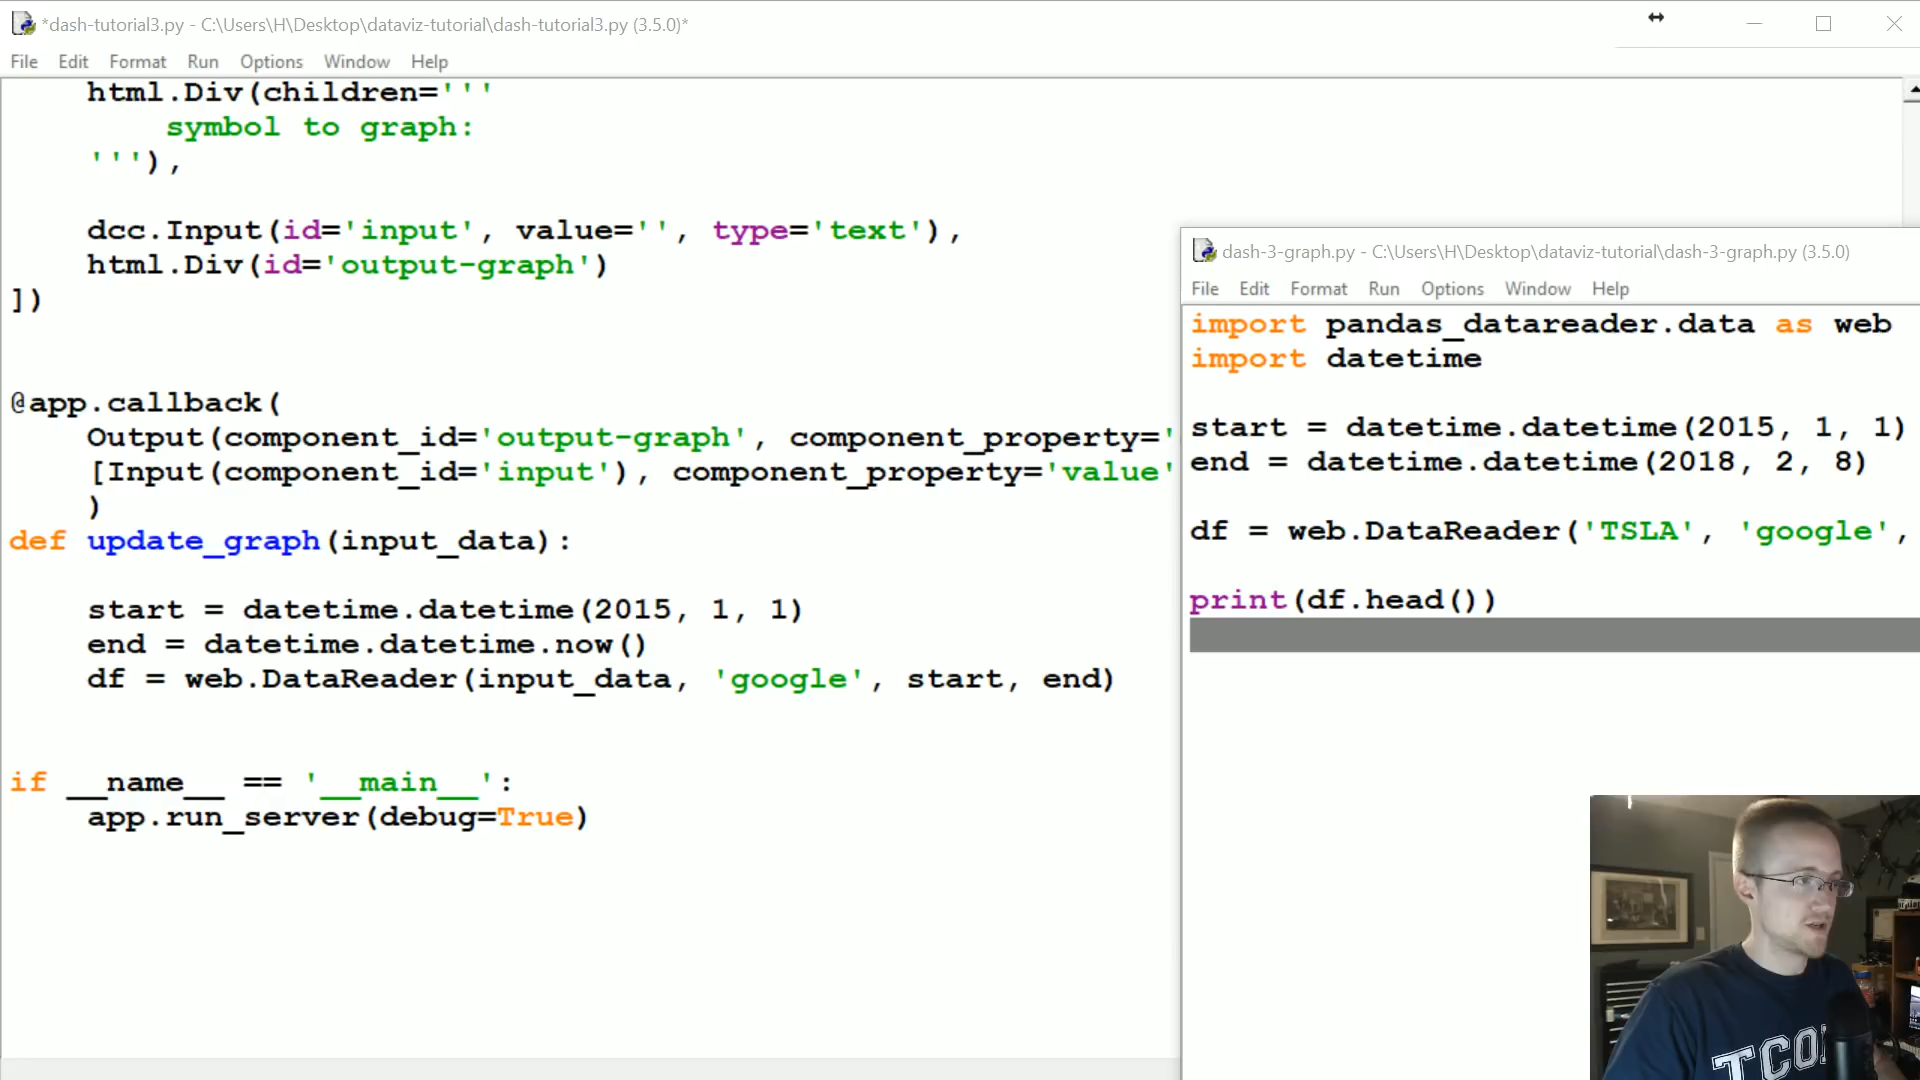 *dash-tutorial3.py - C:\Users\H\Desktop\dataviz-tutorial\dash-tutorial3.py (3.5.0)*
File Edit Format Run Options Window Help
html.Div(children='''
symbol to graph:
'''),
dcc.Input(id='input', value='', type='text'),
html.Div(id='output-graph')
])
@app.callback(
Output(component_id='output-graph', component_property='
[Input(component_id='input'), component_property='value'
)
def update_graph(input_data):
start = datetime.datetime(2015, 1, 1)
end = datetime.datetime.now()
df = web.DataReader(input_data, 'google', start, end)
if __name__ == '__main__':
app.run_server(debug=True)
dash-3-graph.py - C:\Users\H\Desktop\dataviz-tutorial\dash-3-graph.py (3.5.0)
File Edit Format Run Options Window Help
import pandas_datareader.data as web
import datetime
start = datetime.datetime(2015, 1, 1)
end = datetime.datetime(2018, 2, 8)
df = web.DataReader('TSLA', 'google',
print(df.head())